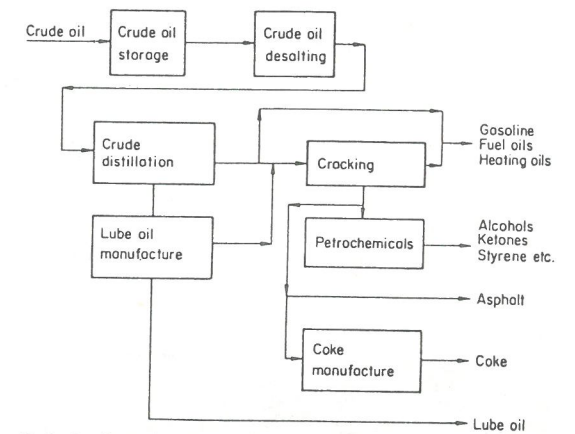 Crude oil
Crude oil
storage
Crude oil
desalting
Crude
distillation
Cracking
Gasoline
Fuel oils
Heating oils
Lube oil
manufacture
Petrochemicals
Alcohols
Ketones
Styrene etc.
Asphalt
Coke
manufacture
Coke
Lube oil